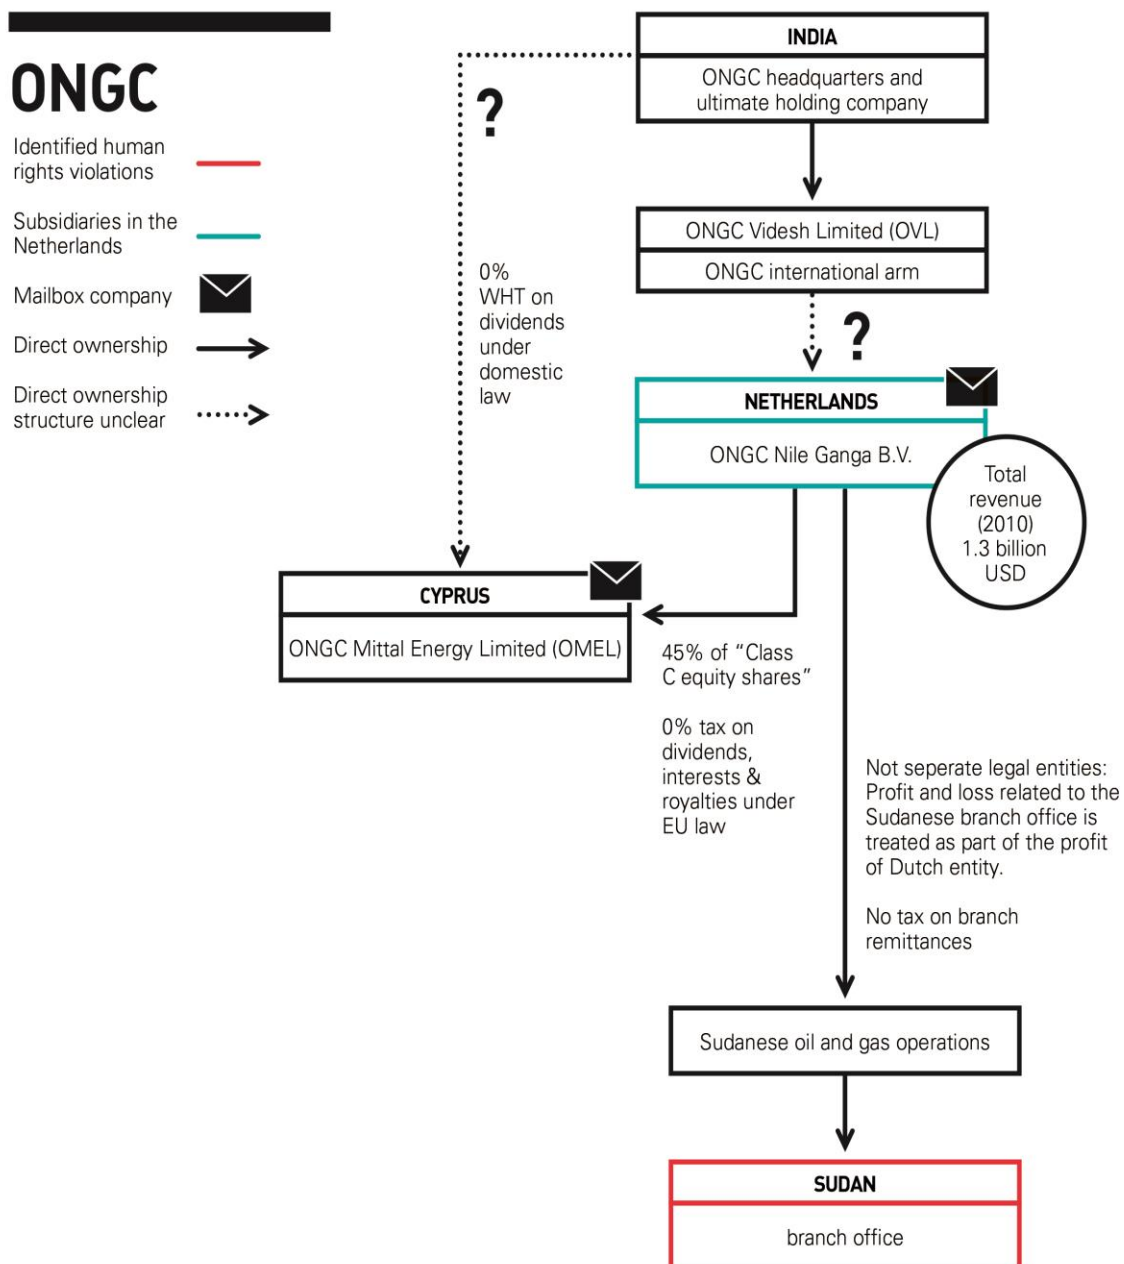 ONGC
Identified human
rights violations
Subsidiaries in the
Netherlands
Mailbox company
Direct ownership
Direct ownership
structure unclear
INDIA
ONGC headquarters and
ultimate holding company
?
0%
WHT on
dividends
under
domestic
law
ONGC Videsh Limited (OVL)
ONGC international arm
?
NETHERLANDS
ONGC Nile Ganga B.V.
Total
revenue
(2010)
1.3 billion
USD
CYPRUS
ONGC Mittal Energy Limited (OMEL)
45% of “Class
C equity shares”
0% tax on
dividends,
interests &
royalties under
EU law
Not seperate legal entities:
Profit and loss related to the
Sudanese branch office is
treated as part of the profit
of Dutch entity.
No tax on branch
remittances
Sudanese oil and gas operations
SUDAN
branch office